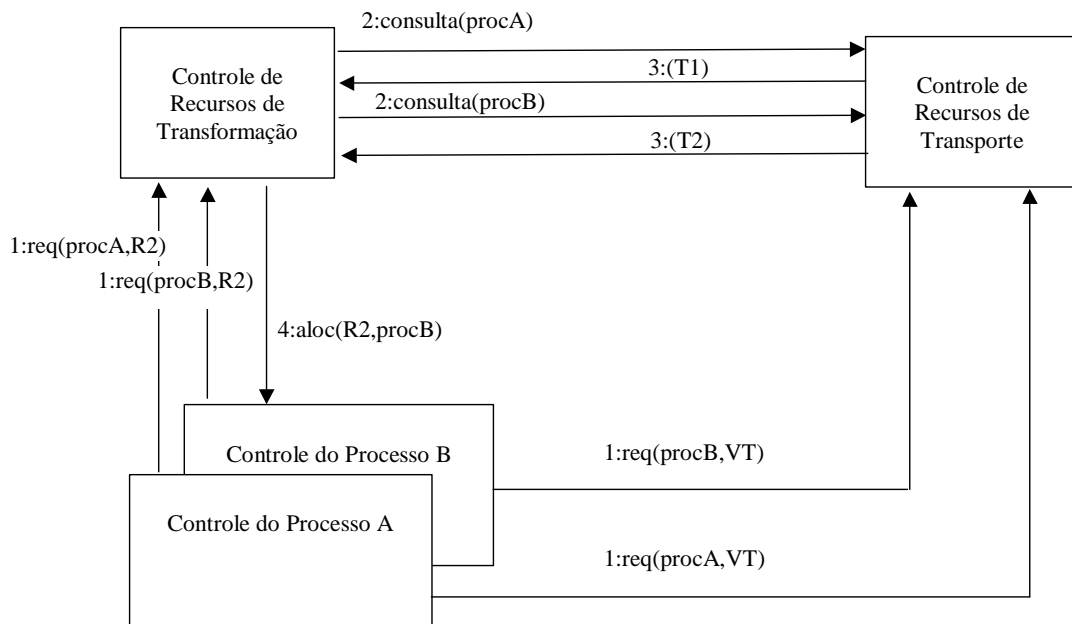 2:consulta(procA)
Controle de
Recursos de
Transformação
3:(T1)
2:consulta(procB)
3:(T2)
Controle de
Recursos de
Transporte
1:req(procA,R2)
1:req(procB,R2)
4:aloc(R2,procB)
Controle do Processo B
1:req(procB,VT)
Controle do Processo A
1:req(procA,VT)